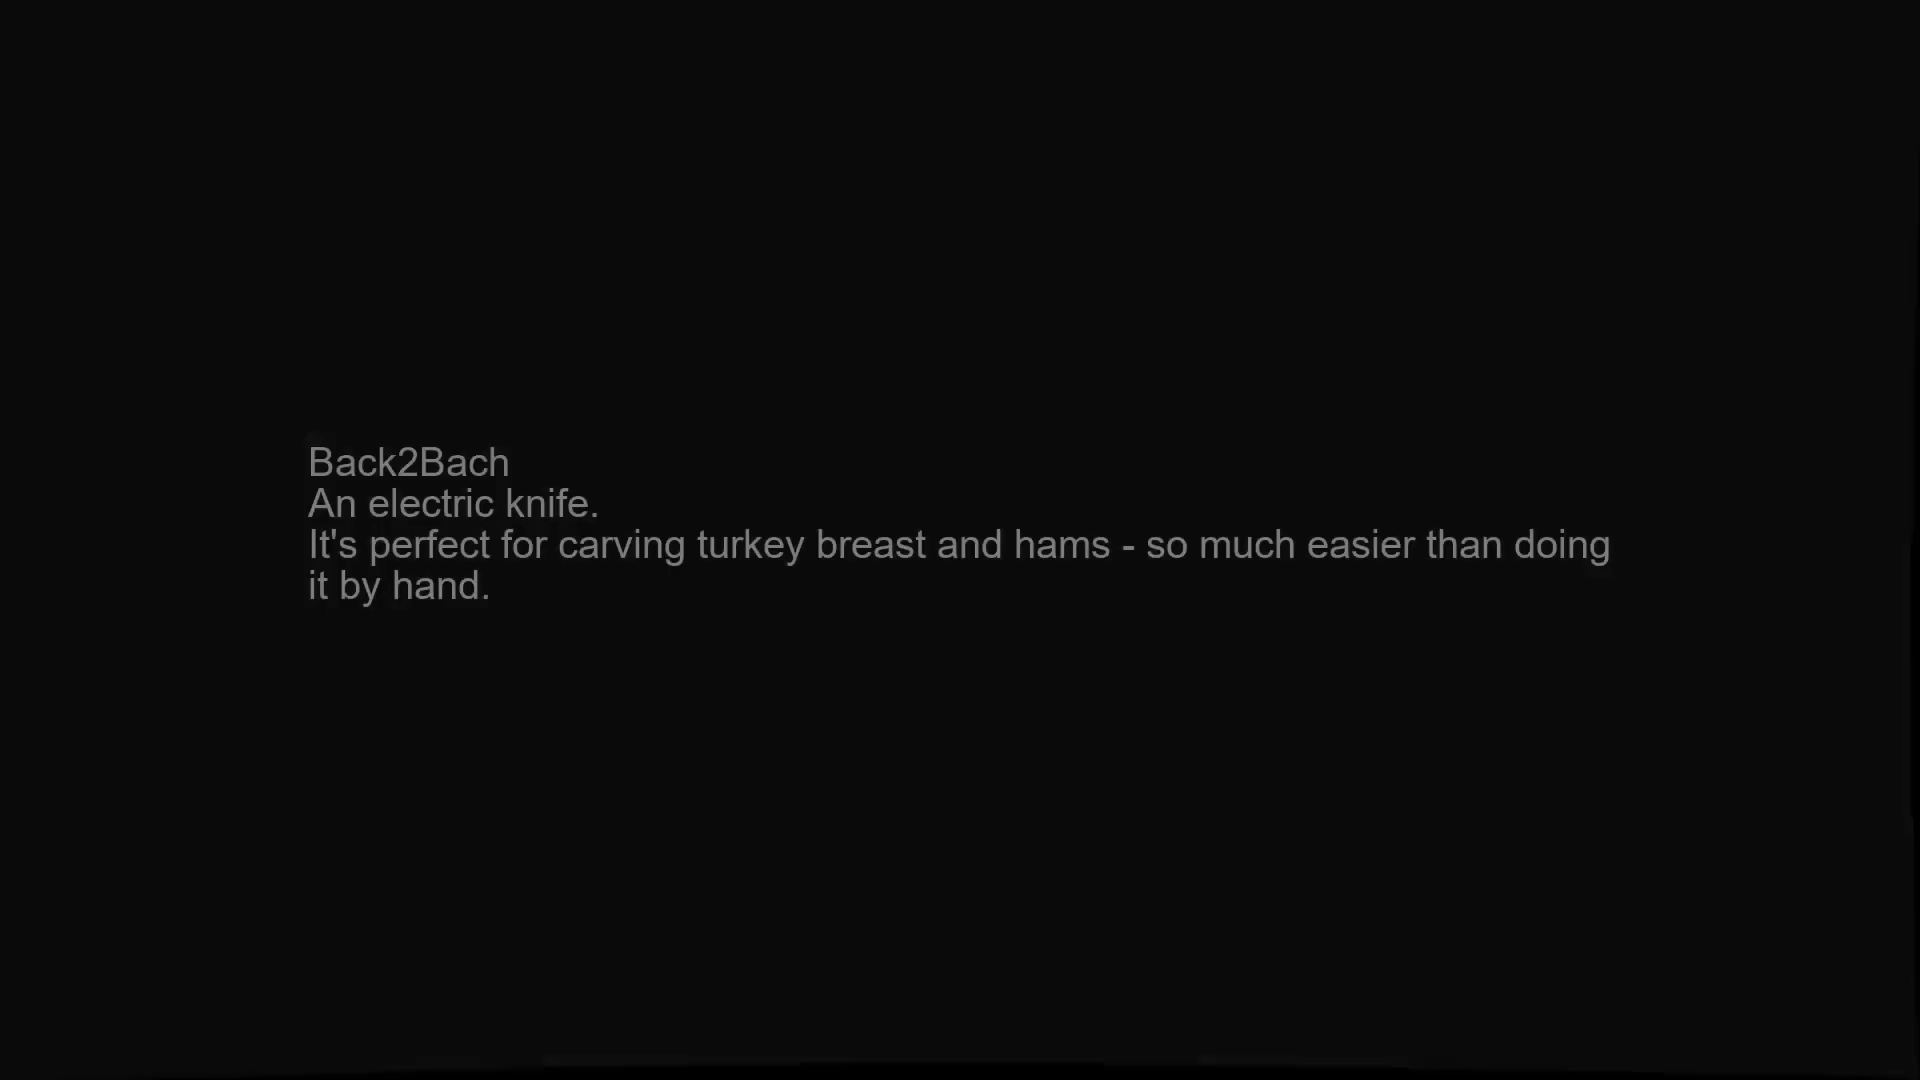 Back2Bach
An electric knife.
It's perfect for carving turkey breast and hams - so much easier than doing
it by hand.